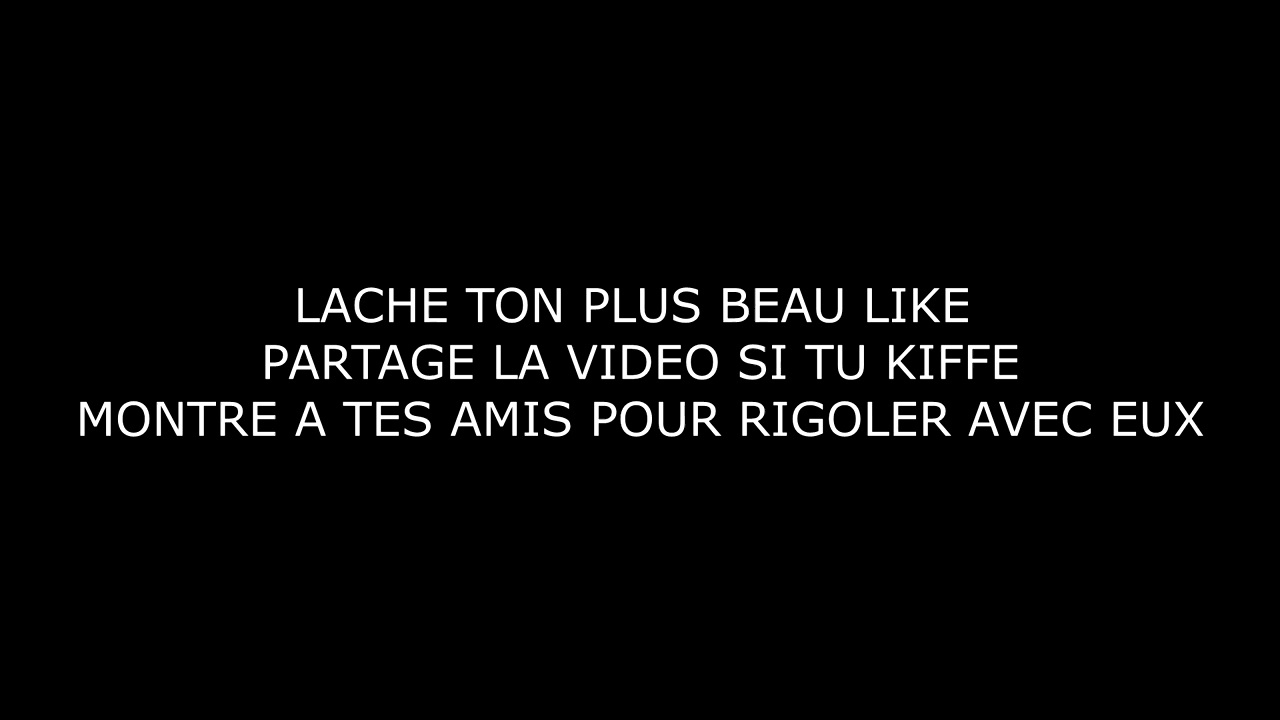 LACHE TON PLUS BEAU LIKE
PARTAGE LA VIDEO SI TU KIFFE
MONTRE A TES AMIS POUR RIGOLER AVEC EUX